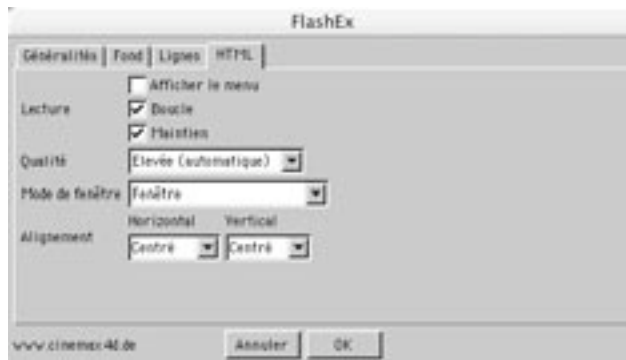 FlashEx
Généralités Fond Lignes HTML
Afficher le menu
Lecture
Boucle
Maintien
Qualité Elevée (automatique)
Mode de fenêtre Fenêtre
Horizontal Vertical
Alignement
Centré Centré
www.cinemax4d.de Annuler OK